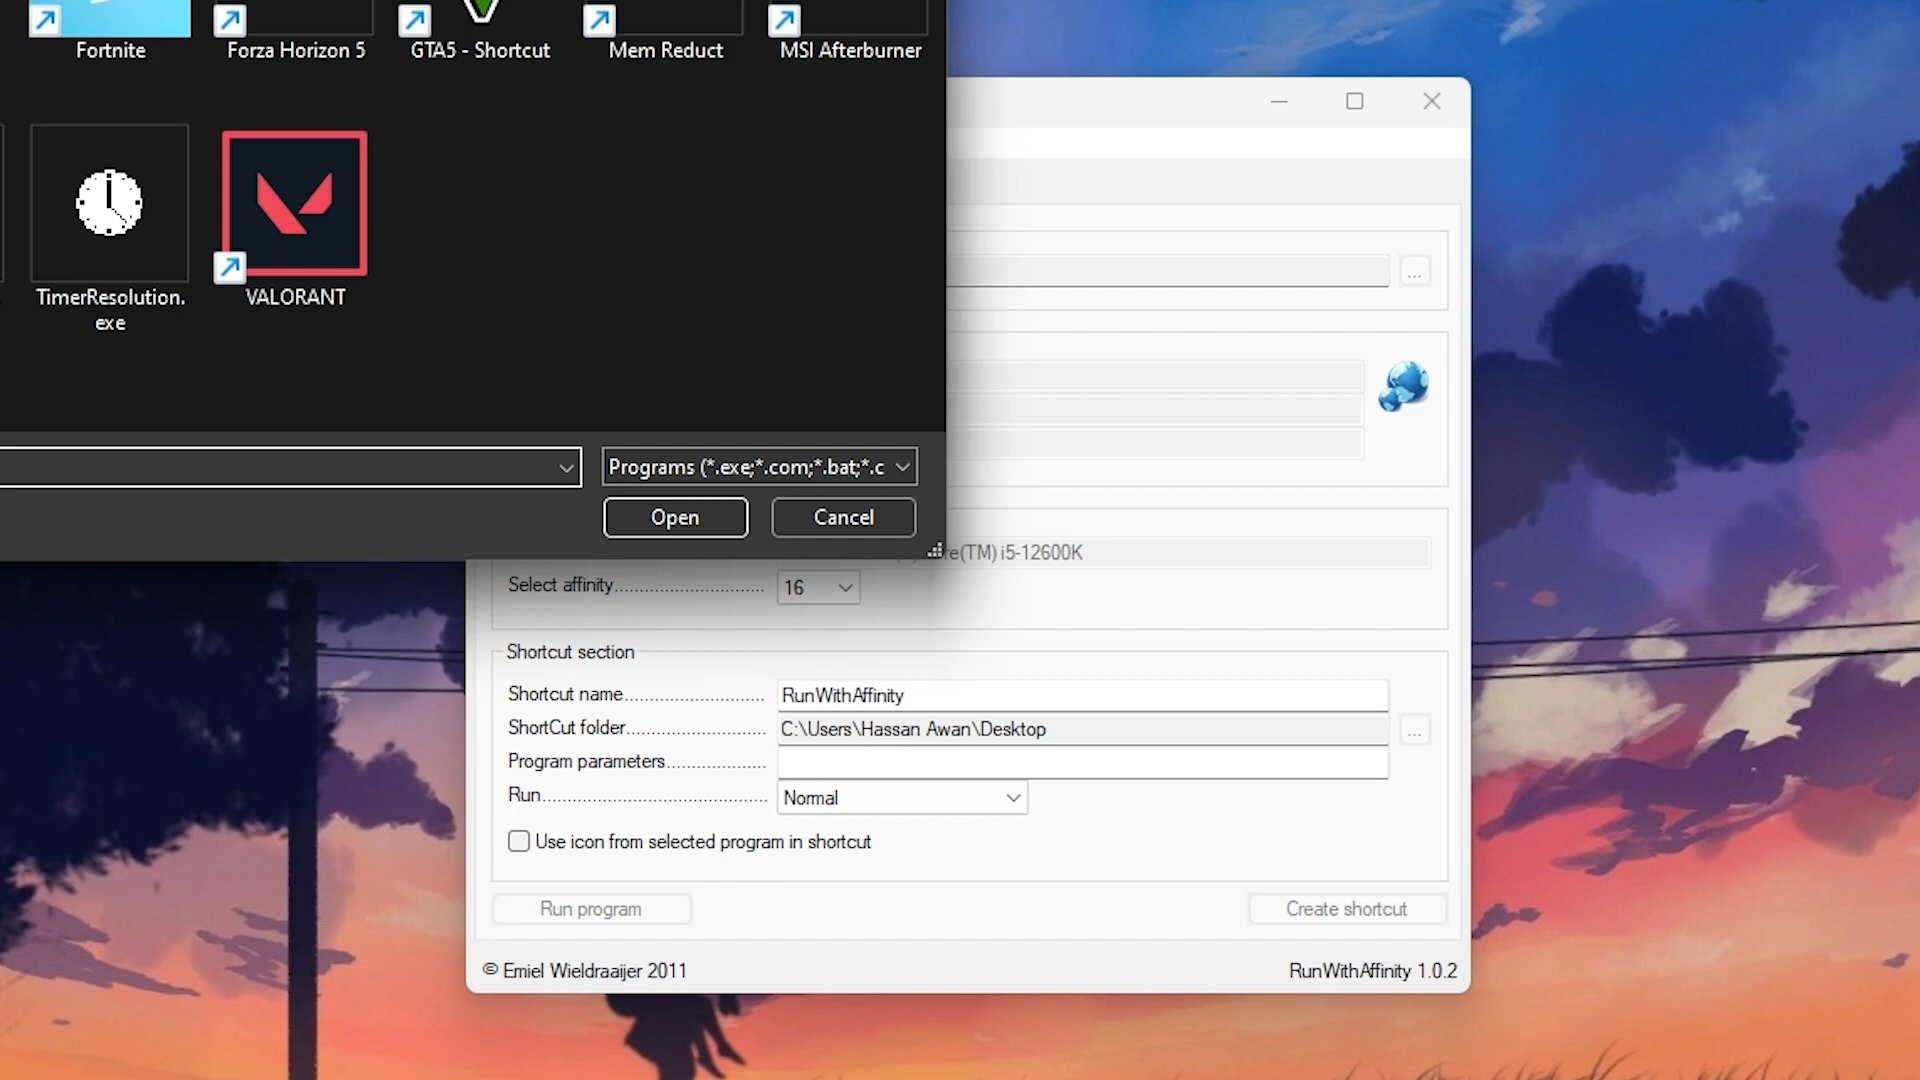 Fortnite
Forza Horizon 5
GTA5 - Shortcut
Mem Reduct
MSI Afterburner
TimerResolution.
exe
VALORANT
...
Programs (*.exe;*.com;*.bat;*.c
Open
Cancel
re(TM) i5-12600K
Select affinity..............................
16
Shortcut section
Shortcut name............................
RunWithAffinity
ShortCut folder............................
C:\Users\Hassan Awan\Desktop
...
Program parameters....................
Run.............................................
Normal
Use icon from selected program in shortcut
Run program
Create shortcut
© Emiel Wieldraaijer 2011
RunWithAffinity 1.0.2